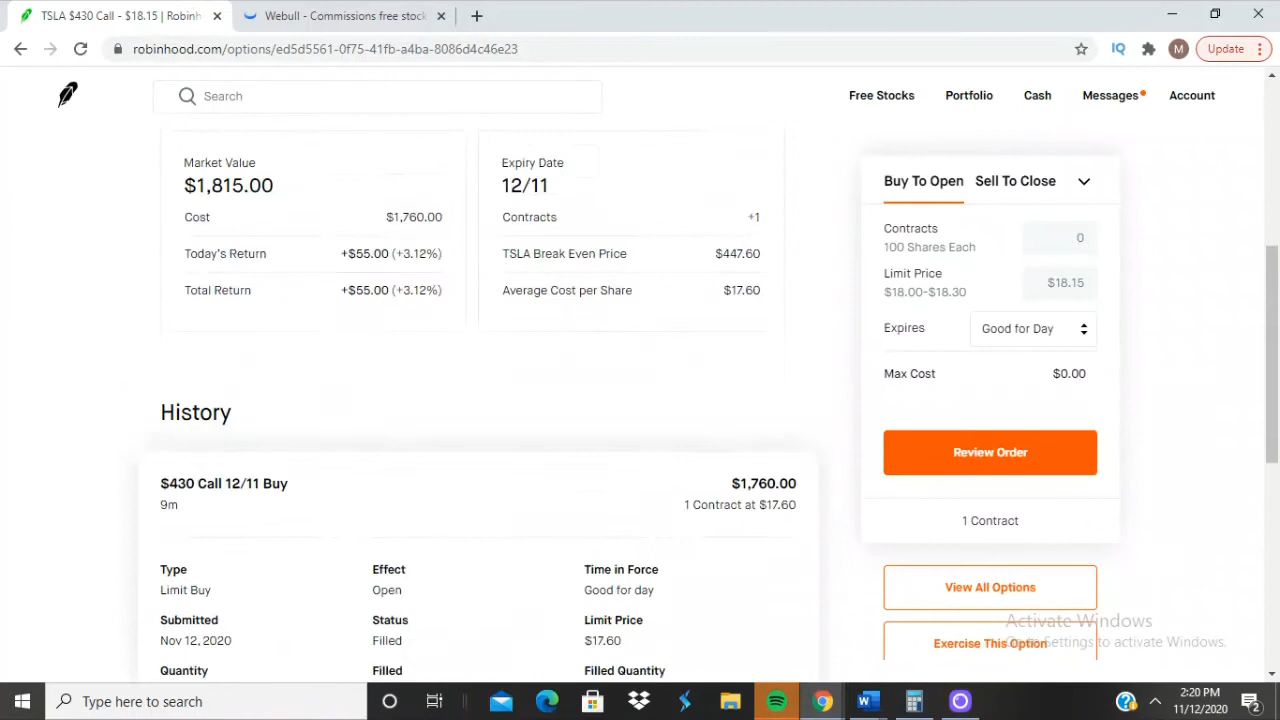 TSLA $430 Call - $18.15 | Robinh
Webull - Commissions free stock
robinhood.com/options/ed5d5561-0f75-41fb-a4ba-8086d4c46e23
IQ
M
Update
Search
Free Stocks
Portfolio
Cash
Messages
Account
Market Value
$1,815.00
Cost $1,760.00
Today's Return +$55.00 (+3.12%)
Total Return +$55.00 (+3.12%)
Expiry Date
12/11
Contracts +1
TSLA Break Even Price $447.60
Average Cost per Share $17.60
Buy To Open Sell To Close
Contracts
100 Shares Each
0
Limit Price
$18.00-$18.30
$18.15
Expires Good for Day
Max Cost $0.00
Review Order
1 Contract
View All Options
Exercise This Option
Activate Windows
Go to Settings to activate Windows.
History
$430 Call 12/11 Buy $1,760.00
9m 1 Contract at $17.60
Type Effect Time in Force
Limit Buy Open Good for day
Submitted Status Limit Price
Nov 12, 2020 Filled $17.60
Quantity Filled Filled Quantity
Type here to search
2:20 PM
11/12/2020
2